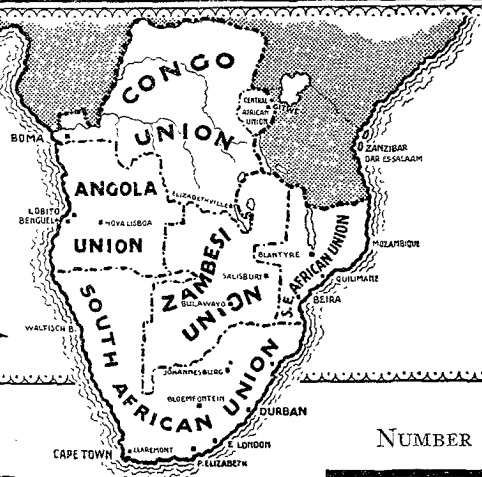 CONGO
UNION
CENTRAL
AFRICAN
UNION
GITWE
BOMA
ZANZIBAR
DAR ES-SALAAM
ANGOLA
UNION
ELIZABETHVILLE
LOBITO
BENGUELA
NOVA LISBOA
ZAMBESI
UNION
BLANTYRE
SALISBURY
BULAWAYO
S.E. AFRICAN UNION
MOZAMBIQUE
QUILIMANE
BEIRA
SOUTH AFRICAN UNION
WALFISCH B.
JOHANNESBURG
BLOEMFONTEIN
DURBAN
E. LONDON
CAPE TOWN
CLAREMONT
P. ELIZABETH
NUMBER